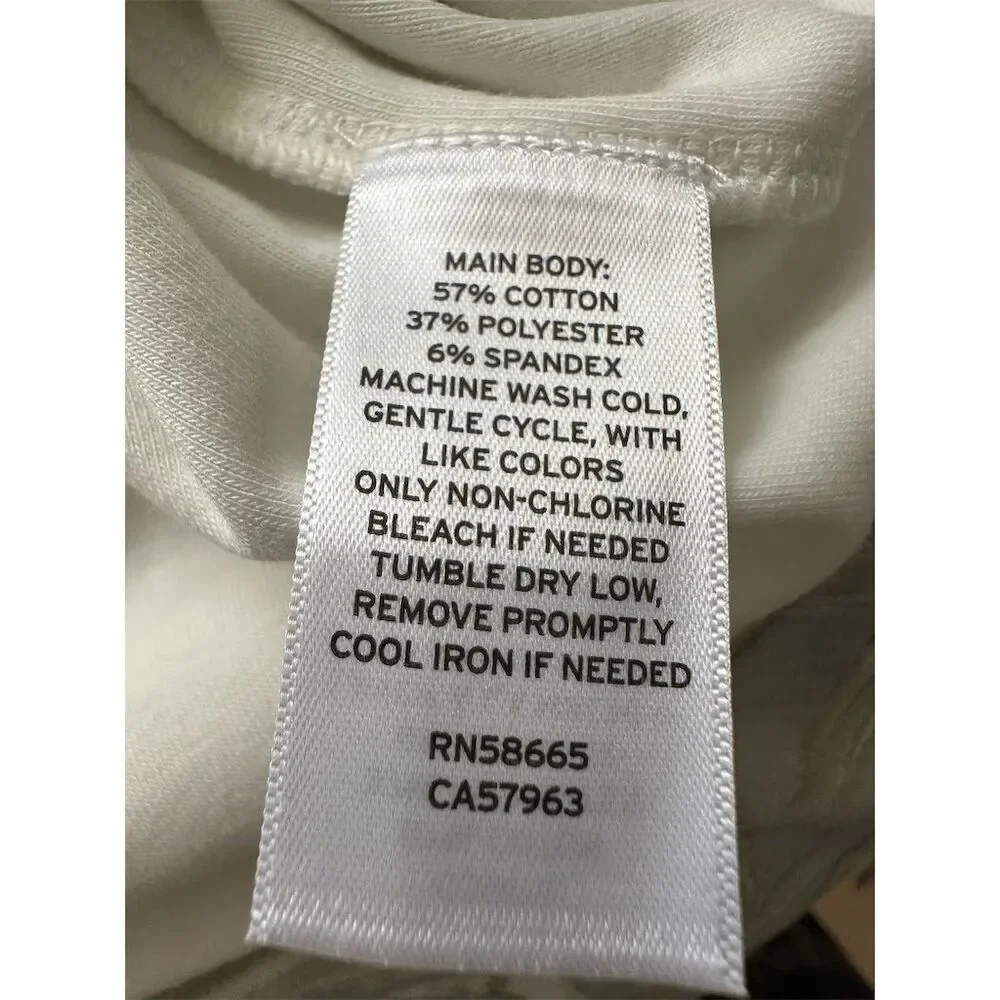 MAIN BODY:
57% COTTON
37% POLYESTER
6% SPANDEX
MACHINE WASH COLD,
GENTLE CYCLE, WITH
LIKE COLORS
ONLY NON-CHLORINE
BLEACH IF NEEDED
TUMBLE DRY LOW,
REMOVE PROMPTLY
COOL IRON IF NEEDED
RN58665
CA57963